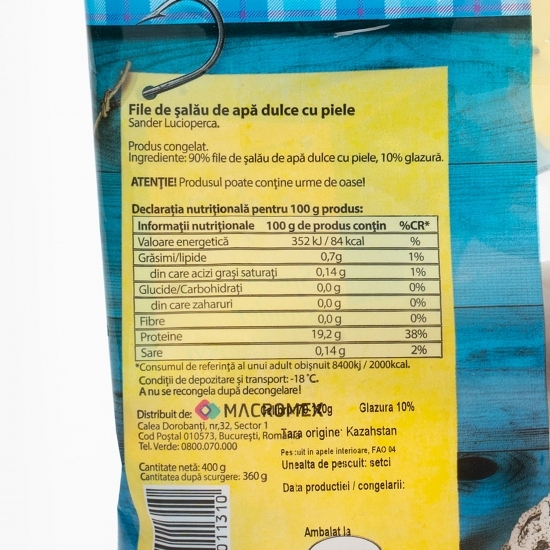 File de șalău de apă dulce cu piele
Sander Lucioperca.
Produs congelat.
Ingrediente: 90% file de șalău de apă dulce cu piele, 10% glazură.
ATENȚIE! Produsul poate conține urme de oase!
Declarația nutrițională pentru 100 g produs:
Informații nutriționale 100 g de produs conțin %CR*
Valoare energetică 352 kJ / 84 kcal %
Grăsimi/lipide 0,7g 1%
din care acizi grași saturați 0,14 g 1%
Glucide/Carbohidrați 0,0 g 0%
din care zaharuri 0,0 g 0%
Fibre 0,0 g 0%
Proteine 19,2 g 38%
Sare 0,14 g 2%
*Consumul de referință al unui adult obișnuit 8400kj / 2000kcal.
Condiții de depozitare și transport: -18 °C.
A nu se recongela după decongelare!
Distribuit de: MACROMEX Glazura 10%
Calea Dorobanți, nr,32, Sector 1
Cod Poștal 010573, București, România
Tara origine: Kazahstan
Tel. Verde: 0800.070.000
Pescuit in apele interioare, FAO 04
Unealta de pescuit: setci
Cantitate netă: 400 g
Cantitatea după scurgere: 360 g
Data productiei / congelarii:
011310
Ambalat la